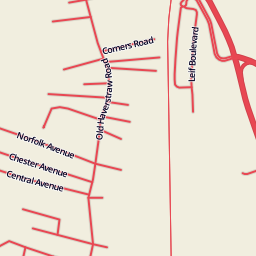 Corners Road
Leif Boulevard
Old Haverstraw Road
Norfolk Avenue
Chester Avenue
Central Avenue